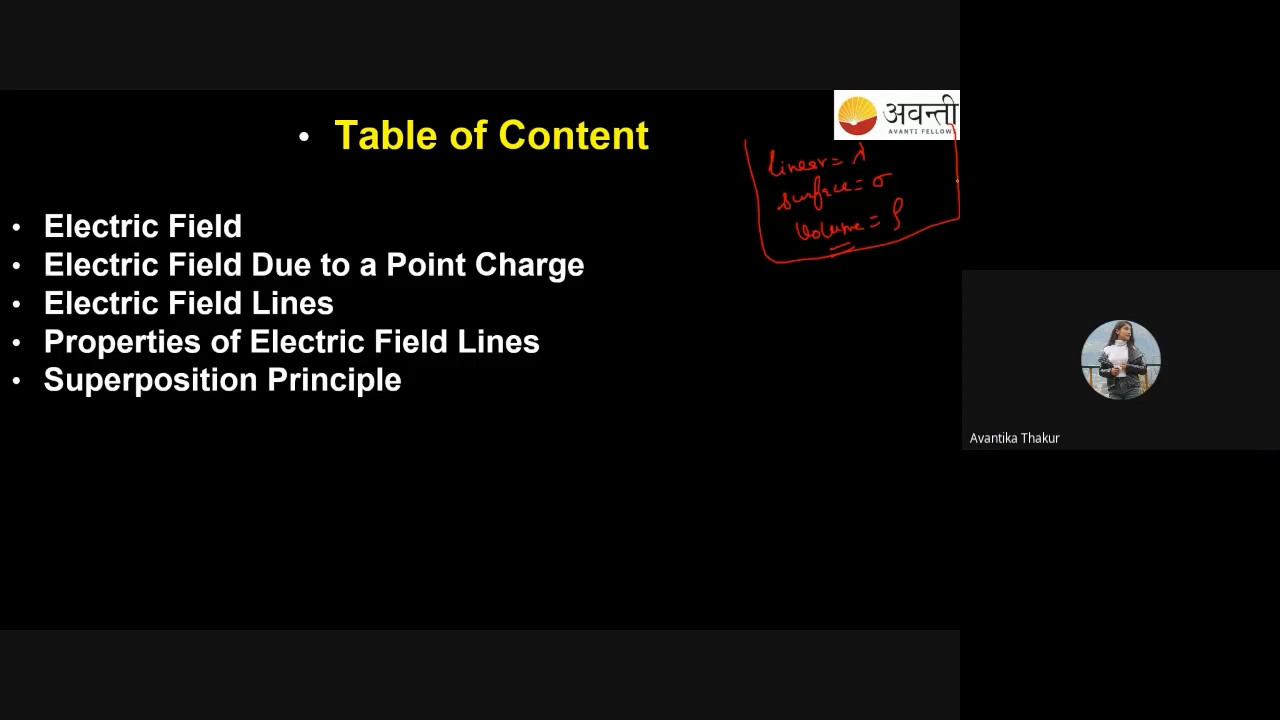 • Table of Content
अवन्ती
AVANTI FELLOW
linear = λ
surface = σ
volume = ρ
• Electric Field
• Electric Field Due to a Point Charge
• Electric Field Lines
• Properties of Electric Field Lines
• Superposition Principle
Avantika Thakur